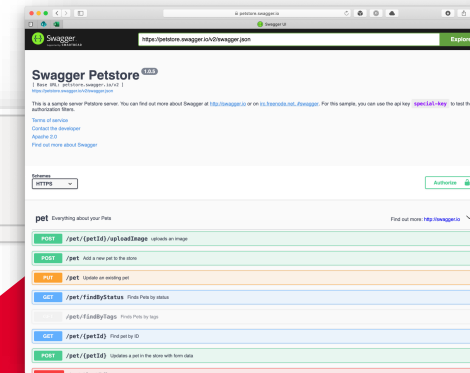 petstore.swagger.io
Swagger UI
Swagger
https://petstore.swagger.io/v2/swagger.json
Explore
Swagger Petstore 1.0.5
[ Base URL: petstore.swagger.io/v2 ]
https://petstore.swagger.io/v2/swagger.json
This is a sample server Petstore server. You can find out more about Swagger at http://swagger.io or on irc.freenode.net, #swagger. For this sample, you can use the api key special-key to test the
authorization filters.
Terms of service
Contact the developer
Apache 2.0
Find out more about Swagger
Schemes
HTTPS
Authorize
pet Everything about your Pets
Find out more: http://swagger.io
POST /pet/{petId}/uploadImage uploads an image
POST /pet Add a new pet to the store
PUT /pet Update an existing pet
GET /pet/findByStatus Finds Pets by status
/pet/findByTags Finds Pets by tags
GET /pet/{petId} Find pet by ID
POST /pet/{petId} Updates a pet in the store with form data